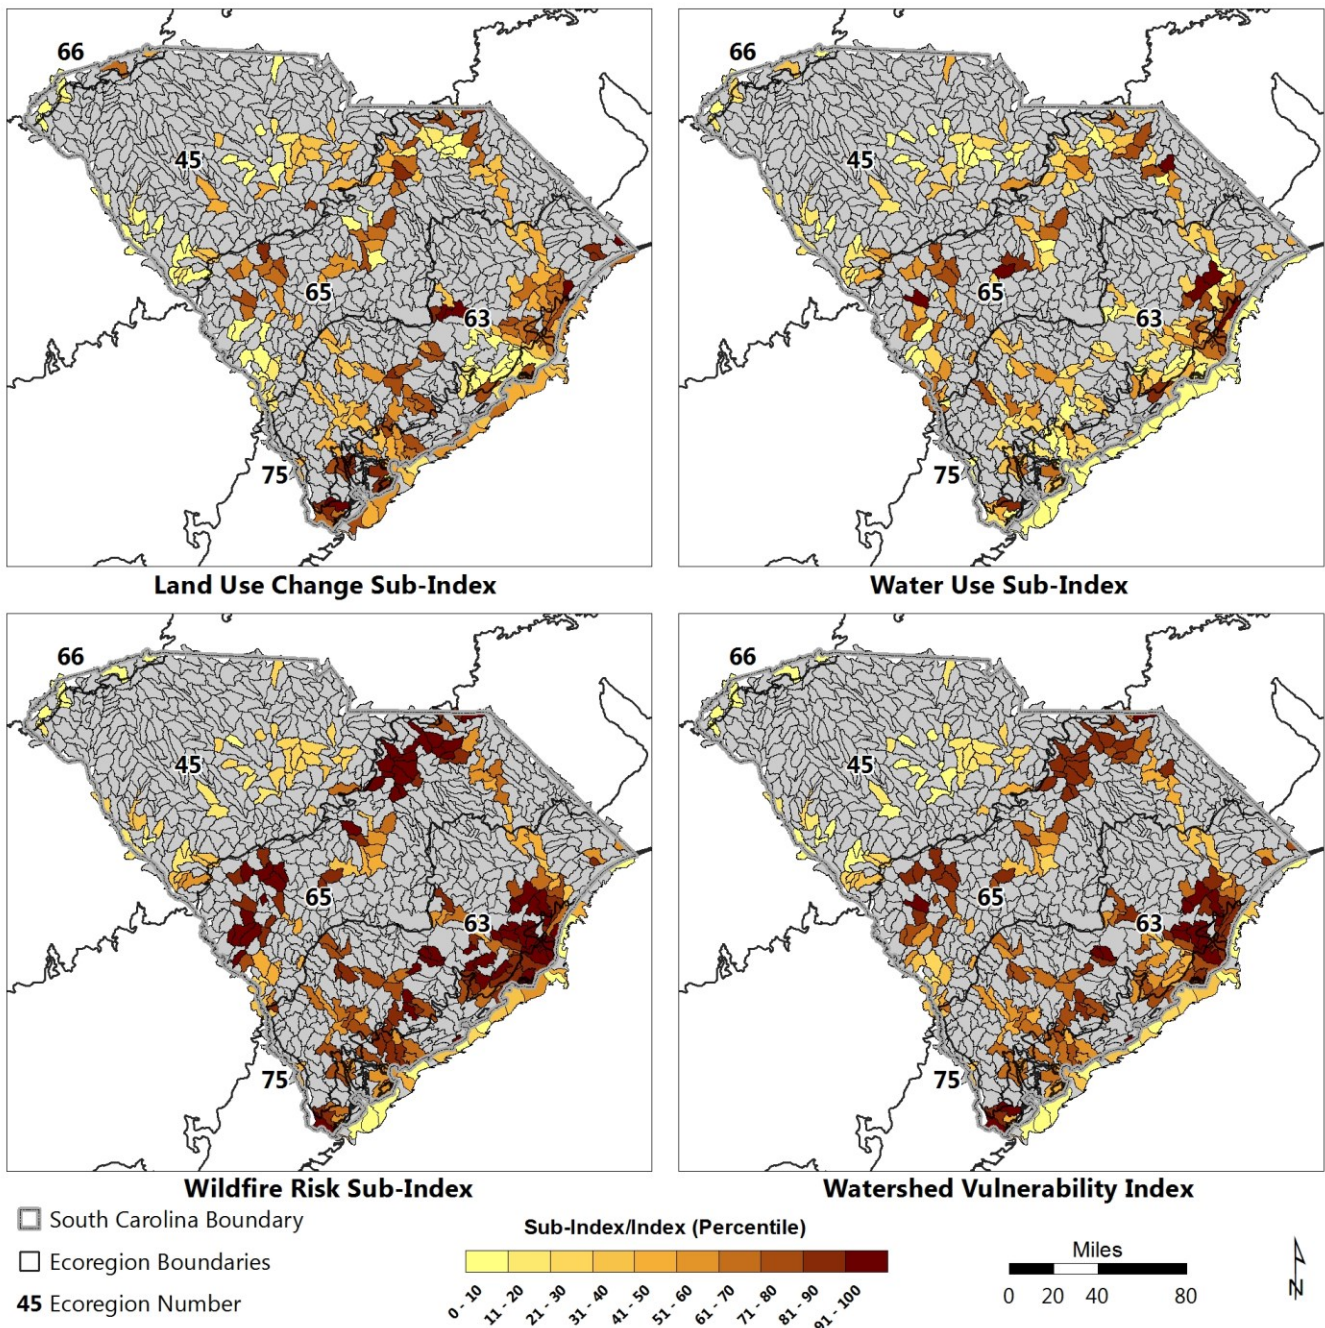 66
45
65
63
75
Land Use Change Sub-Index
66
45
65
63
75
Water Use Sub-Index
66
45
65
63
75
Wildfire Risk Sub-Index
66
45
65
63
75
Watershed Vulnerability Index
South Carolina Boundary
Ecoregion Boundaries
45 Ecoregion Number
Sub-Index/Index (Percentile)
0 - 10
11 - 20
21 - 30
31 - 40
41 - 50
51 - 60
61 - 70
71 - 80
81 - 90
91 - 100
Miles
0 20 40 80
N